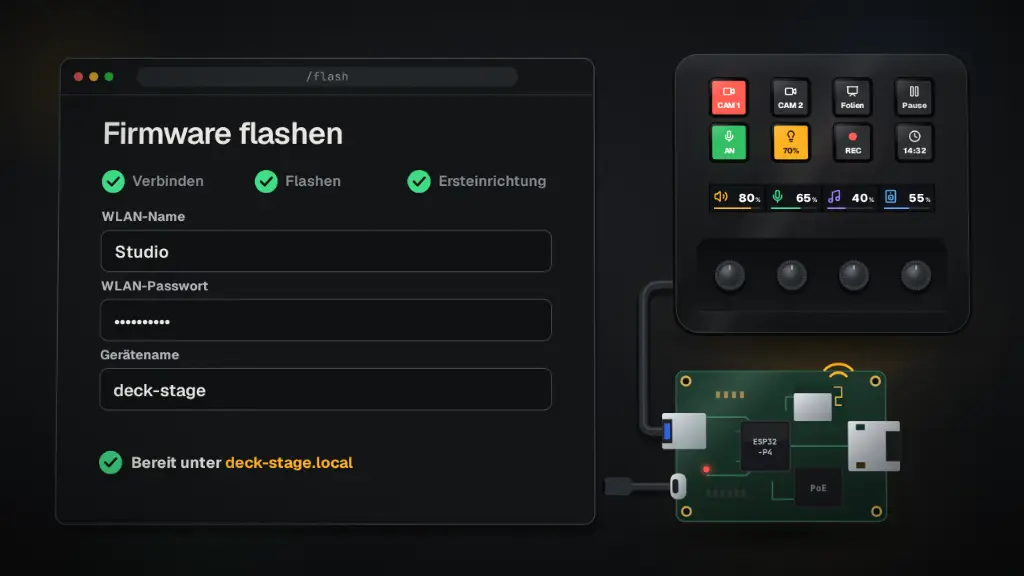 /flash
Firmware flashen
Verbinden
Flashen
Ersteinrichtung
WLAN-Name
Studio
WLAN-Passwort
••••••••••
Gerätename
deck-stage
Bereit unter deck-stage.local
CAM 1
CAM 2
Folien
Pause
AN
70%
REC
14:32
80%
65%
40%
55%
ESP32
-P4
PoE